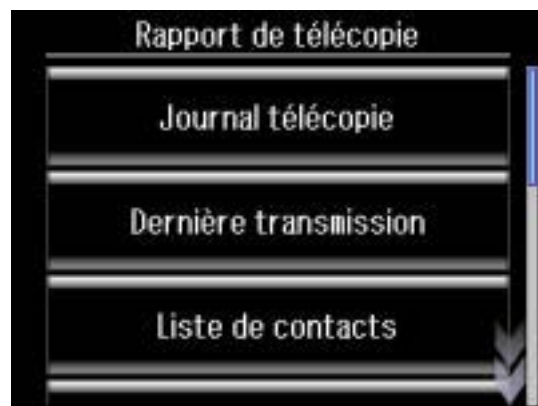 Rapport de télécopie
Journal télécopie
Dernière transmission
Liste de contacts